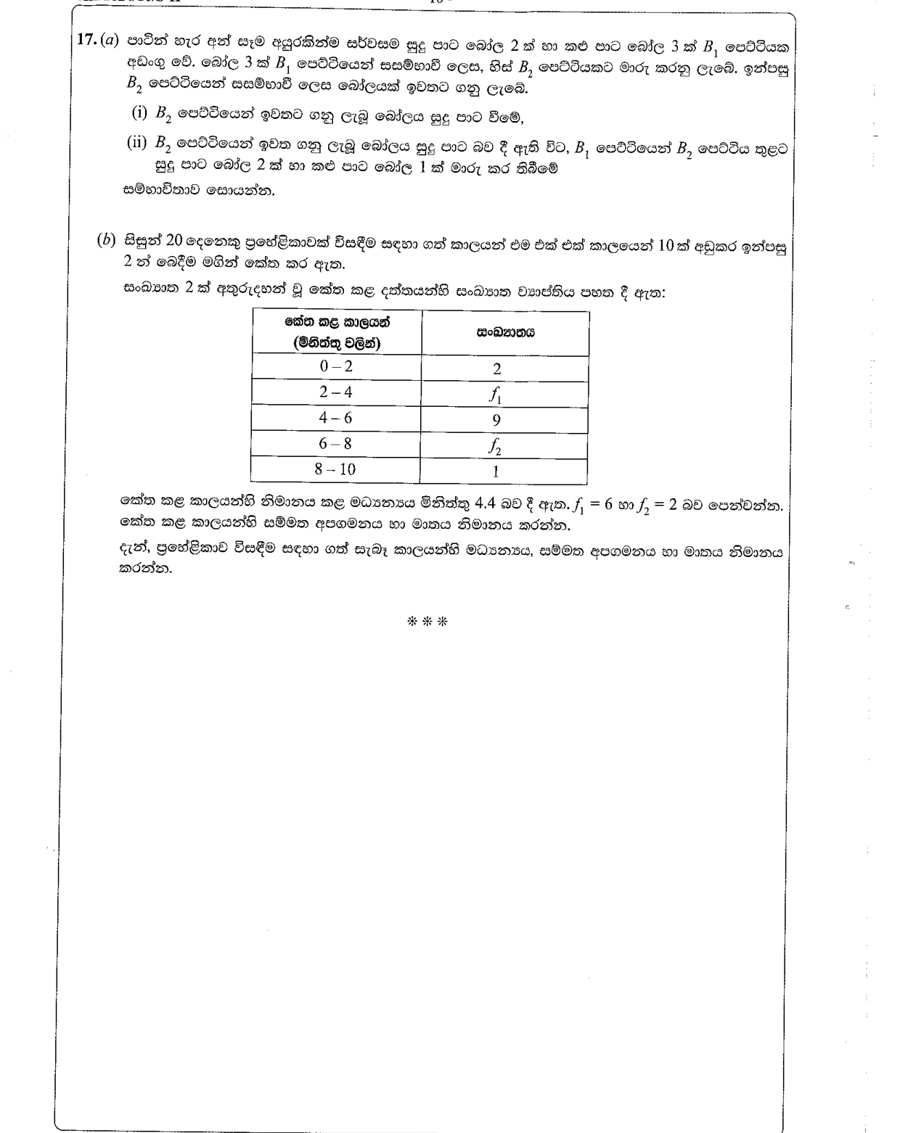 17. (a) පාටින් හැර අන් සෑම අයුරකින්ම සර්වසම සුදු පාට බෝල 2 ක් හා කළු පාට බෝල 3 ක් B₁ පෙට්ටියක
අඩංගු වේ. බෝල 3 ක් B₁ පෙට්ටියෙන් සසම්භාවී ලෙස, හිස් B₂ පෙට්ටියකට මාරු කරනු ලැබේ. ඉන්පසු
B₂ පෙට්ටියෙන් සසම්භාවී ලෙස බෝලයක් ඉවතට ගනු ලැබේ.
(i) B₂ පෙට්ටියෙන් ඉවතට ගනු ලැබූ බෝලය සුදු පාට වීමේ,
(ii) B₂ පෙට්ටියෙන් ඉවත ගනු ලැබූ බෝලය සුදු පාට බව දී ඇති විට, B₁ පෙට්ටියෙන් B₂ පෙට්ටිය තුළට
සුදු පාට බෝල 2 ක් හා කළු පාට බෝල 1 ක් මාරු කර තිබීමේ
සම්භාවිතාව සොයන්න.
(b) සිසුන් 20 දෙනෙකු ප්‍රහේළිකාවක් විසඳීම සඳහා ගත් කාලයන් එම එක් එක් කාලයෙන් 10 ක් අඩුකර ඉන්පසු
2 න් බෙදීම මගින් කේත කර ඇත.
සංඛ්‍යාත 2 ක් අතුරුදහන් වූ කේත කළ දත්තයන්හි සංඛ්‍යාත ව්‍යාප්තිය පහත දී ඇත:
කේත කළ කාලයන් (මිනිත්තු වලින්) සංඛ්‍යාතය
0 – 2 2
2 – 4 f₁
4 – 6 9
6 – 8 f₂
8 – 10 1
කේත කළ කාලයන්හි නිමානය කළ මධ්‍යන්‍යය මිනිත්තු 4.4 බව දී ඇත. f₁ = 6 හා f₂ = 2 බව පෙන්වන්න.
කේත කළ කාලයන්හි සම්මත අපගමනය හා මාතය නිමානය කරන්න.
දැන්, ප්‍රහේළිකාව විසඳීම සඳහා ගත් සැබෑ කාලයන්හි මධ්‍යන්‍යය, සම්මත අපගමනය හා මාතය නිමානය
කරන්න.
※ ※ ※